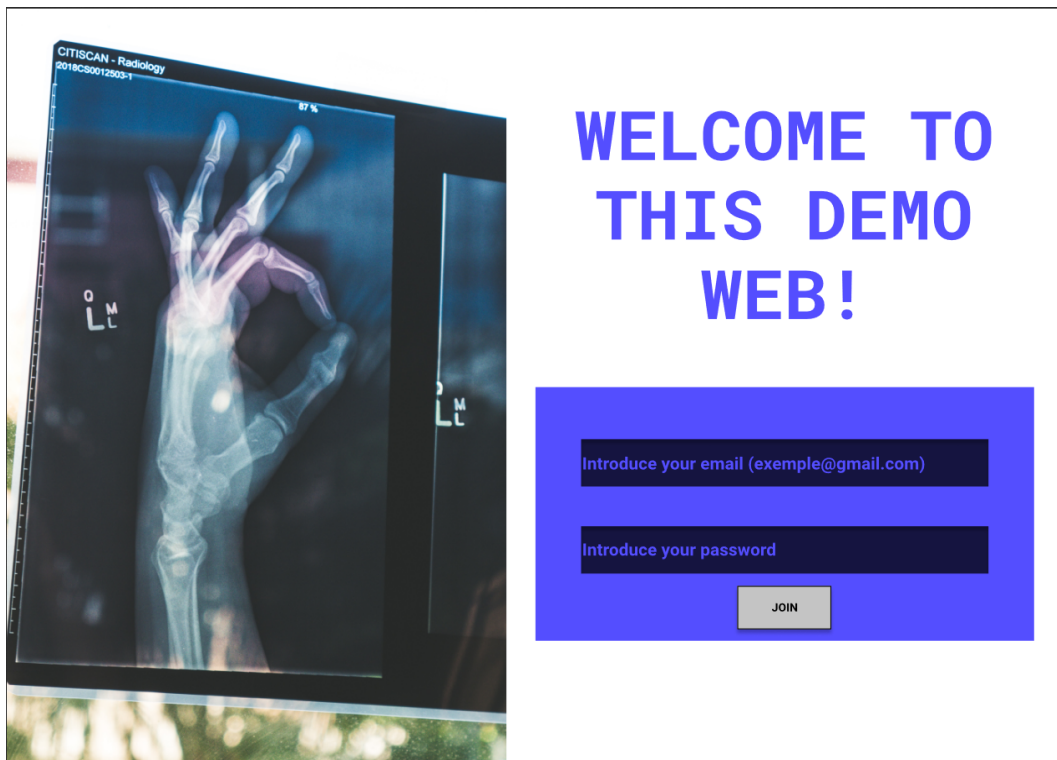 CITISCAN - Radiology
2018CS0012503-1
87 %
Q
L M
L
Q
L M
L
WELCOME TO
THIS DEMO
WEB!
Introduce your email (exemple@gmail.com)
Introduce your password
JOIN